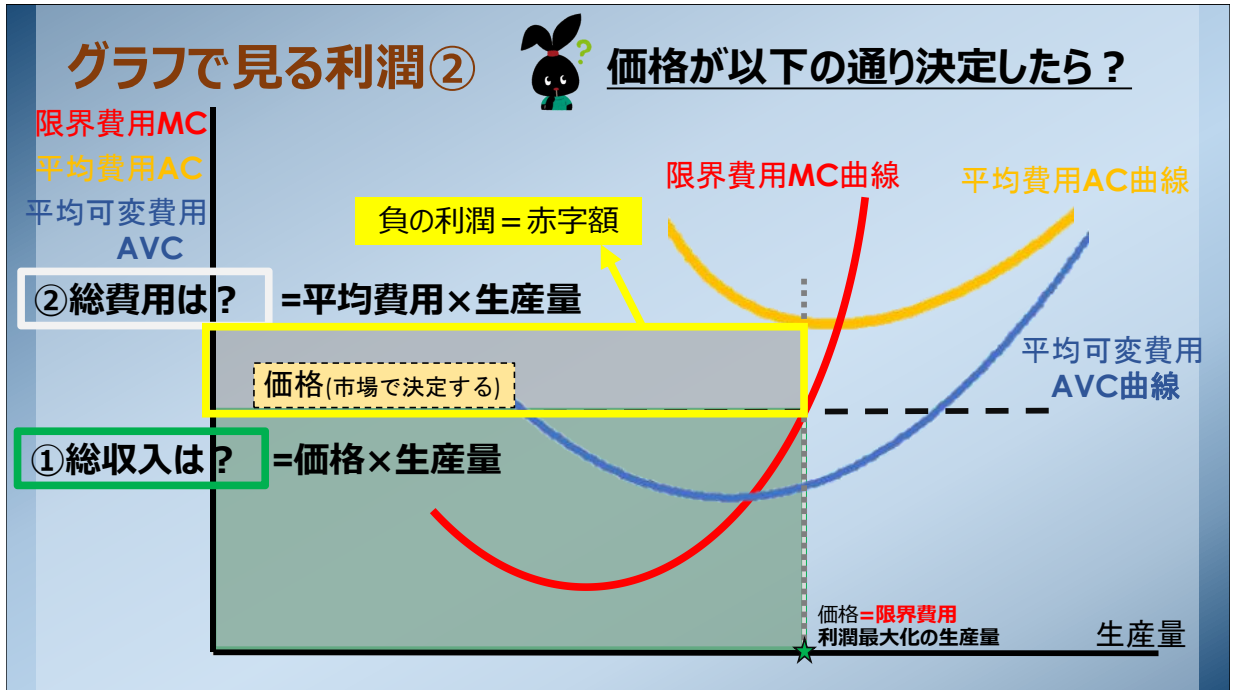 グラフで見る利潤②
?
価格が以下の通り決定したら？
限界費用MC
平均費用AC
平均可変費用
AVC
限界費用MC曲線
平均費用AC曲線
負の利潤＝赤字額
②総費用は？
=平均費用×生産量
価格(市場で決定する)
平均可変費用
AVC曲線
①総収入は？
=価格×生産量
価格=限界費用
利潤最大化の生産量
生産量